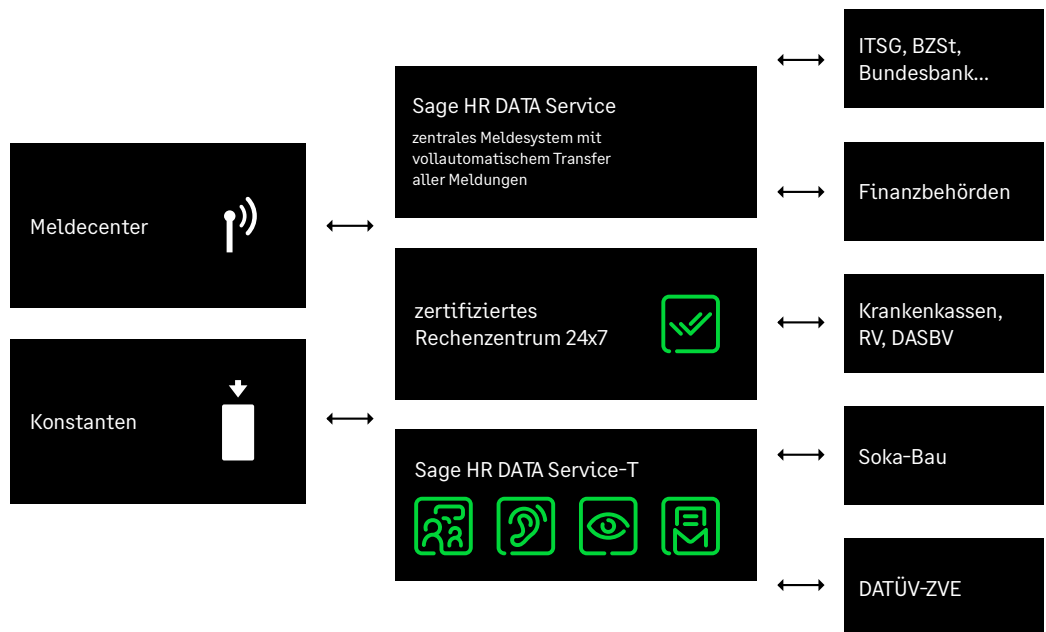 Meldecenter
Konstanten
Sage HR DATA Service
zentrales Meldesystem mit
vollautomatischem Transfer
aller Meldungen
zertifiziertes
Rechenzentrum 24x7
Sage HR DATA Service-T
ITSG, BZSt,
Bundesbank...
Finanzbehörden
Krankenkassen,
RV, DASBV
Soka-Bau
DATÜV-ZVE